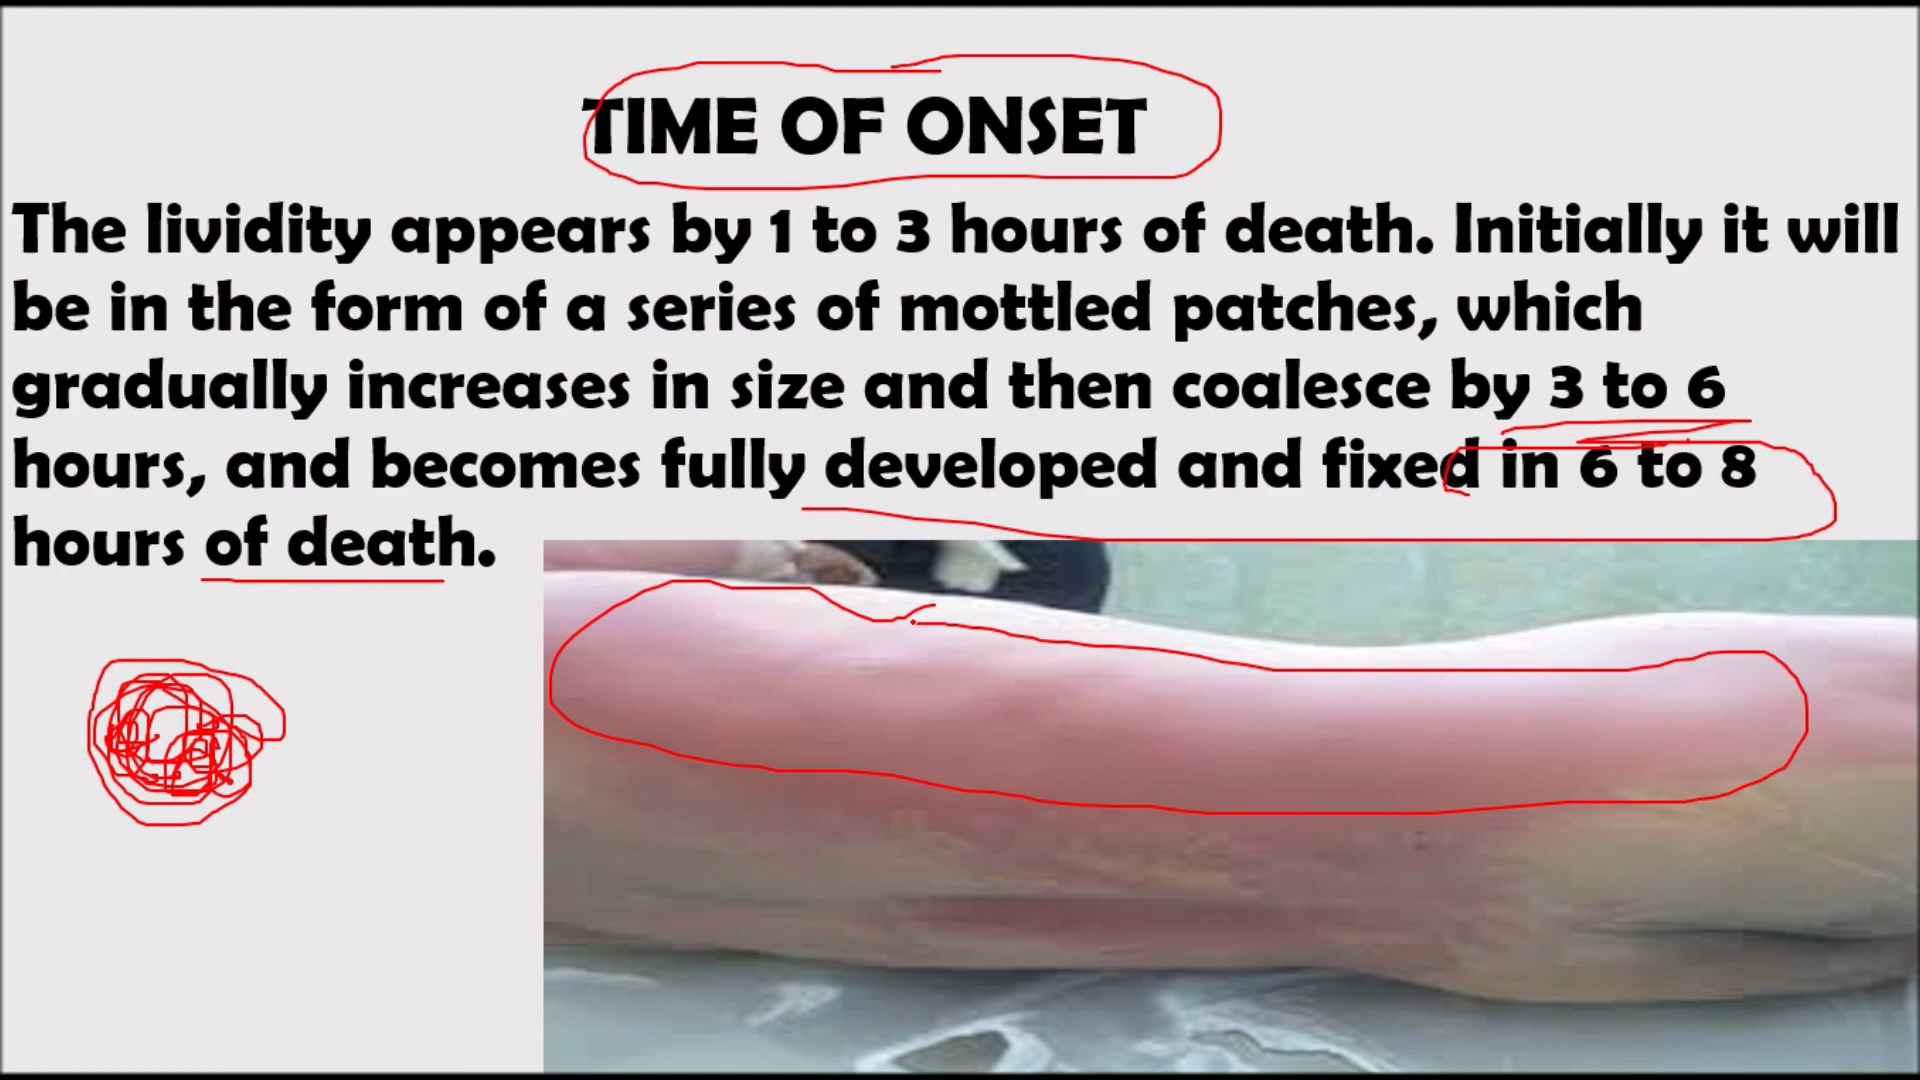 TIME OF ONSET
The lividity appears by 1 to 3 hours of death. Initially it will
be in the form of a series of mottled patches, which
gradually increases in size and then coalesce by 3 to 6
hours, and becomes fully developed and fixed in 6 to 8
hours of death.